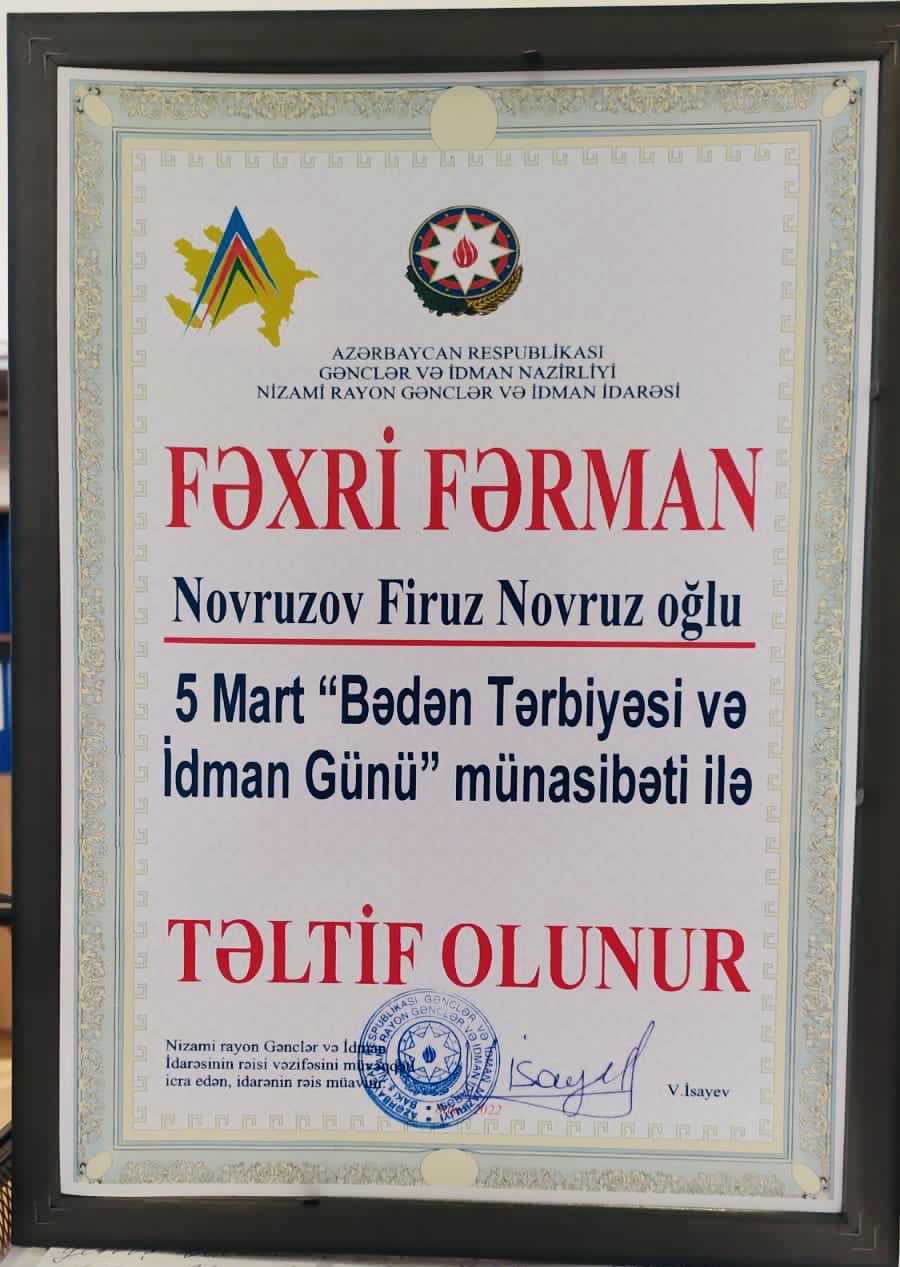 AZƏRBAYCAN RESPUBLİKASI
GƏNCLƏR VƏ İDMAN NAZİRLİYİ
NİZAMİ RAYON GƏNCLƏR VƏ İDMAN İDARƏSİ
FƏXRİ FƏRMAN
Novruzov Firuz Novruz oğlu
5 Mart “Bədən Tərbiyəsi və
İdman Günü” münasibəti ilə
TƏLTİF OLUNUR
Nizami rayon Gənclər və İdman
İdarəsinin rəisi vəzifəsini müvəqqəti
icra edən, idarənin rəis müavini:
İsayev
V.İsayev
2022